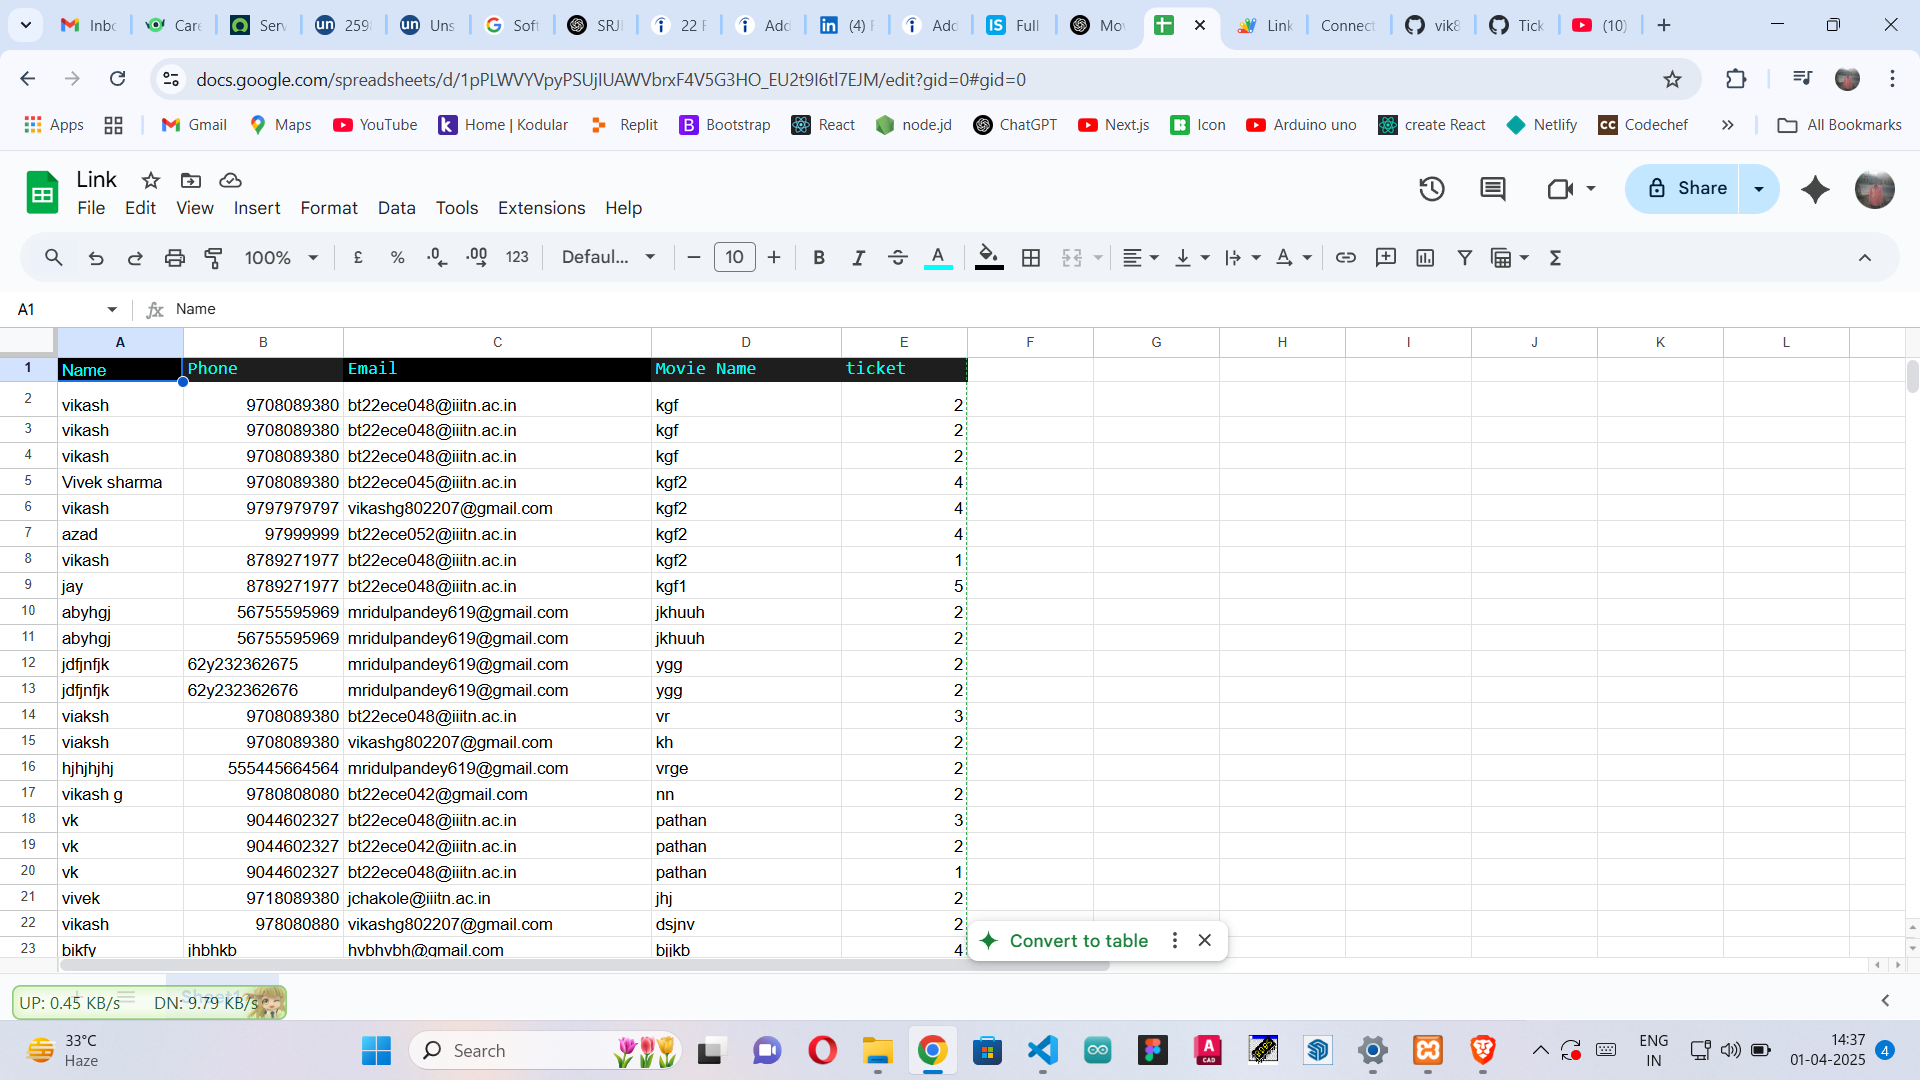 Inbc
Care
Serv
259
Uns
Soft
SRJI
22 F
Add
(4) F
Add
Full
Mov
Link
Connect
vik8
Tick
(10)
docs.google.com/spreadsheets/d/1pPLWVYVpyPSUjIUAWVbrxF4V5G3HO_EU2t9I6tl7EJM/edit?gid=0#gid=0
Apps Gmail Maps YouTube Home | Kodular Replit Bootstrap React node.jd ChatGPT Next.js Icon Arduino uno create React Netlify Codechef All Bookmarks
Link
Share
File Edit View Insert Format Data Tools Extensions Help
100% £ % .0 .00 123 Defaul... 10
A1 Name
A B C D E F G H I J K L
1 Name Phone Email Movie Name ticket
2 vikash 9708089380 bt22ece048@iiitn.ac.in kgf 2
3 vikash 9708089380 bt22ece048@iiitn.ac.in kgf 2
4 vikash 9708089380 bt22ece048@iiitn.ac.in kgf 2
5 Vivek sharma 9708089380 bt22ece045@iiitn.ac.in kgf2 4
6 vikash 9797979797 vikashg802207@gmail.com kgf2 4
7 azad 97999999 bt22ece052@iiitn.ac.in kgf2 4
8 vikash 8789271977 bt22ece048@iiitn.ac.in kgf2 1
9 jay 8789271977 bt22ece048@iiitn.ac.in kgf1 5
10 abyhgj 56755595969 mridulpandey619@gmail.com jkhuuh 2
11 abyhgj 56755595969 mridulpandey619@gmail.com jkhuuh 2
12 jdfjnfjk 62y232362675 mridulpandey619@gmail.com ygg 2
13 jdfjnfjk 62y232362676 mridulpandey619@gmail.com ygg 2
14 viaksh 9708089380 bt22ece048@iiitn.ac.in vr 3
15 viaksh 9708089380 vikashg802207@gmail.com kh 2
16 hjhjhjhj 555445664564 mridulpandey619@gmail.com vrge 2
17 vikash g 9780808080 bt22ece042@gmail.com nn 2
18 vk 9044602327 bt22ece048@iiitn.ac.in pathan 3
19 vk 9044602327 bt22ece042@iiitn.ac.in pathan 2
20 vk 9044602327 bt22ece048@iiitn.ac.in pathan 1
21 vivek 9718089380 jchakole@iiitn.ac.in jhj 2
22 vikash 978080880 vikashg802207@gmail.com dsjnv 2
23 bikfy jhbhkb hvbhvbh@gmail.com bjjkb 4
Convert to table
UP: 0.45 KB/s DN: 9.79 KB/s
33°C
Haze
Search
ENG
IN
14:37
01-04-2025
4